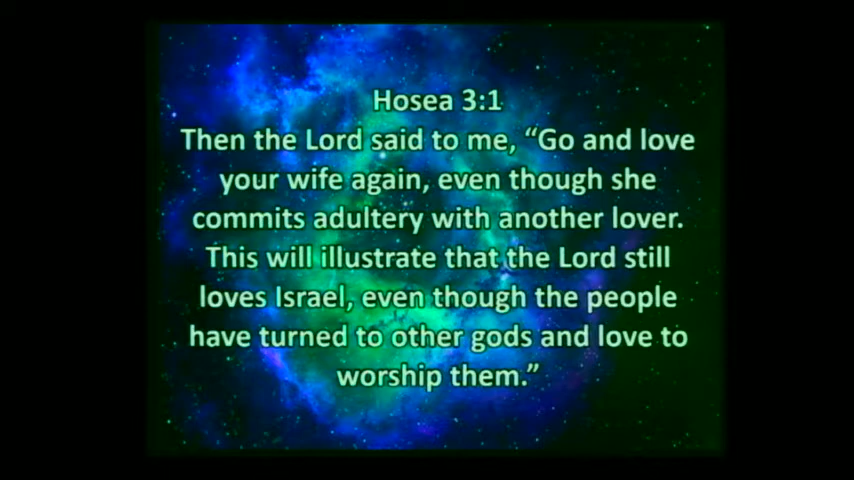 Hosea 3:1
Then the Lord said to me, “Go and love
your wife again, even though she
commits adultery with another lover.
This will illustrate that the Lord still
loves Israel, even though the people
have turned to other gods and love to
worship them.”